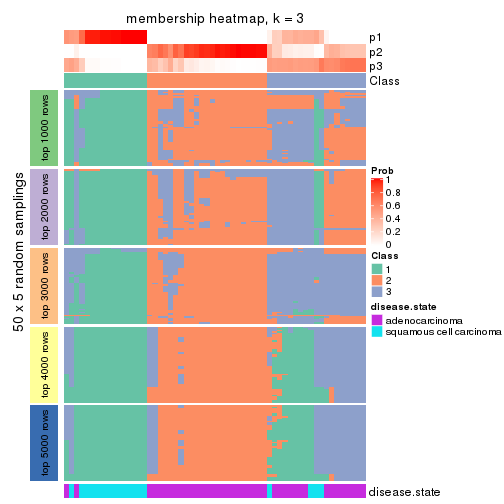 membership heatmap, k = 3
p1
p2
p3
Class
50 x 5 random samplings
top 1000 rows
top 2000 rows
top 3000 rows
top 4000 rows
top 5000 rows
Prob
1
0.8
0.6
0.4
0.2
0
Class
1
2
3
disease.state
adenocarcinoma
squamous cell carcinoma
disease.state